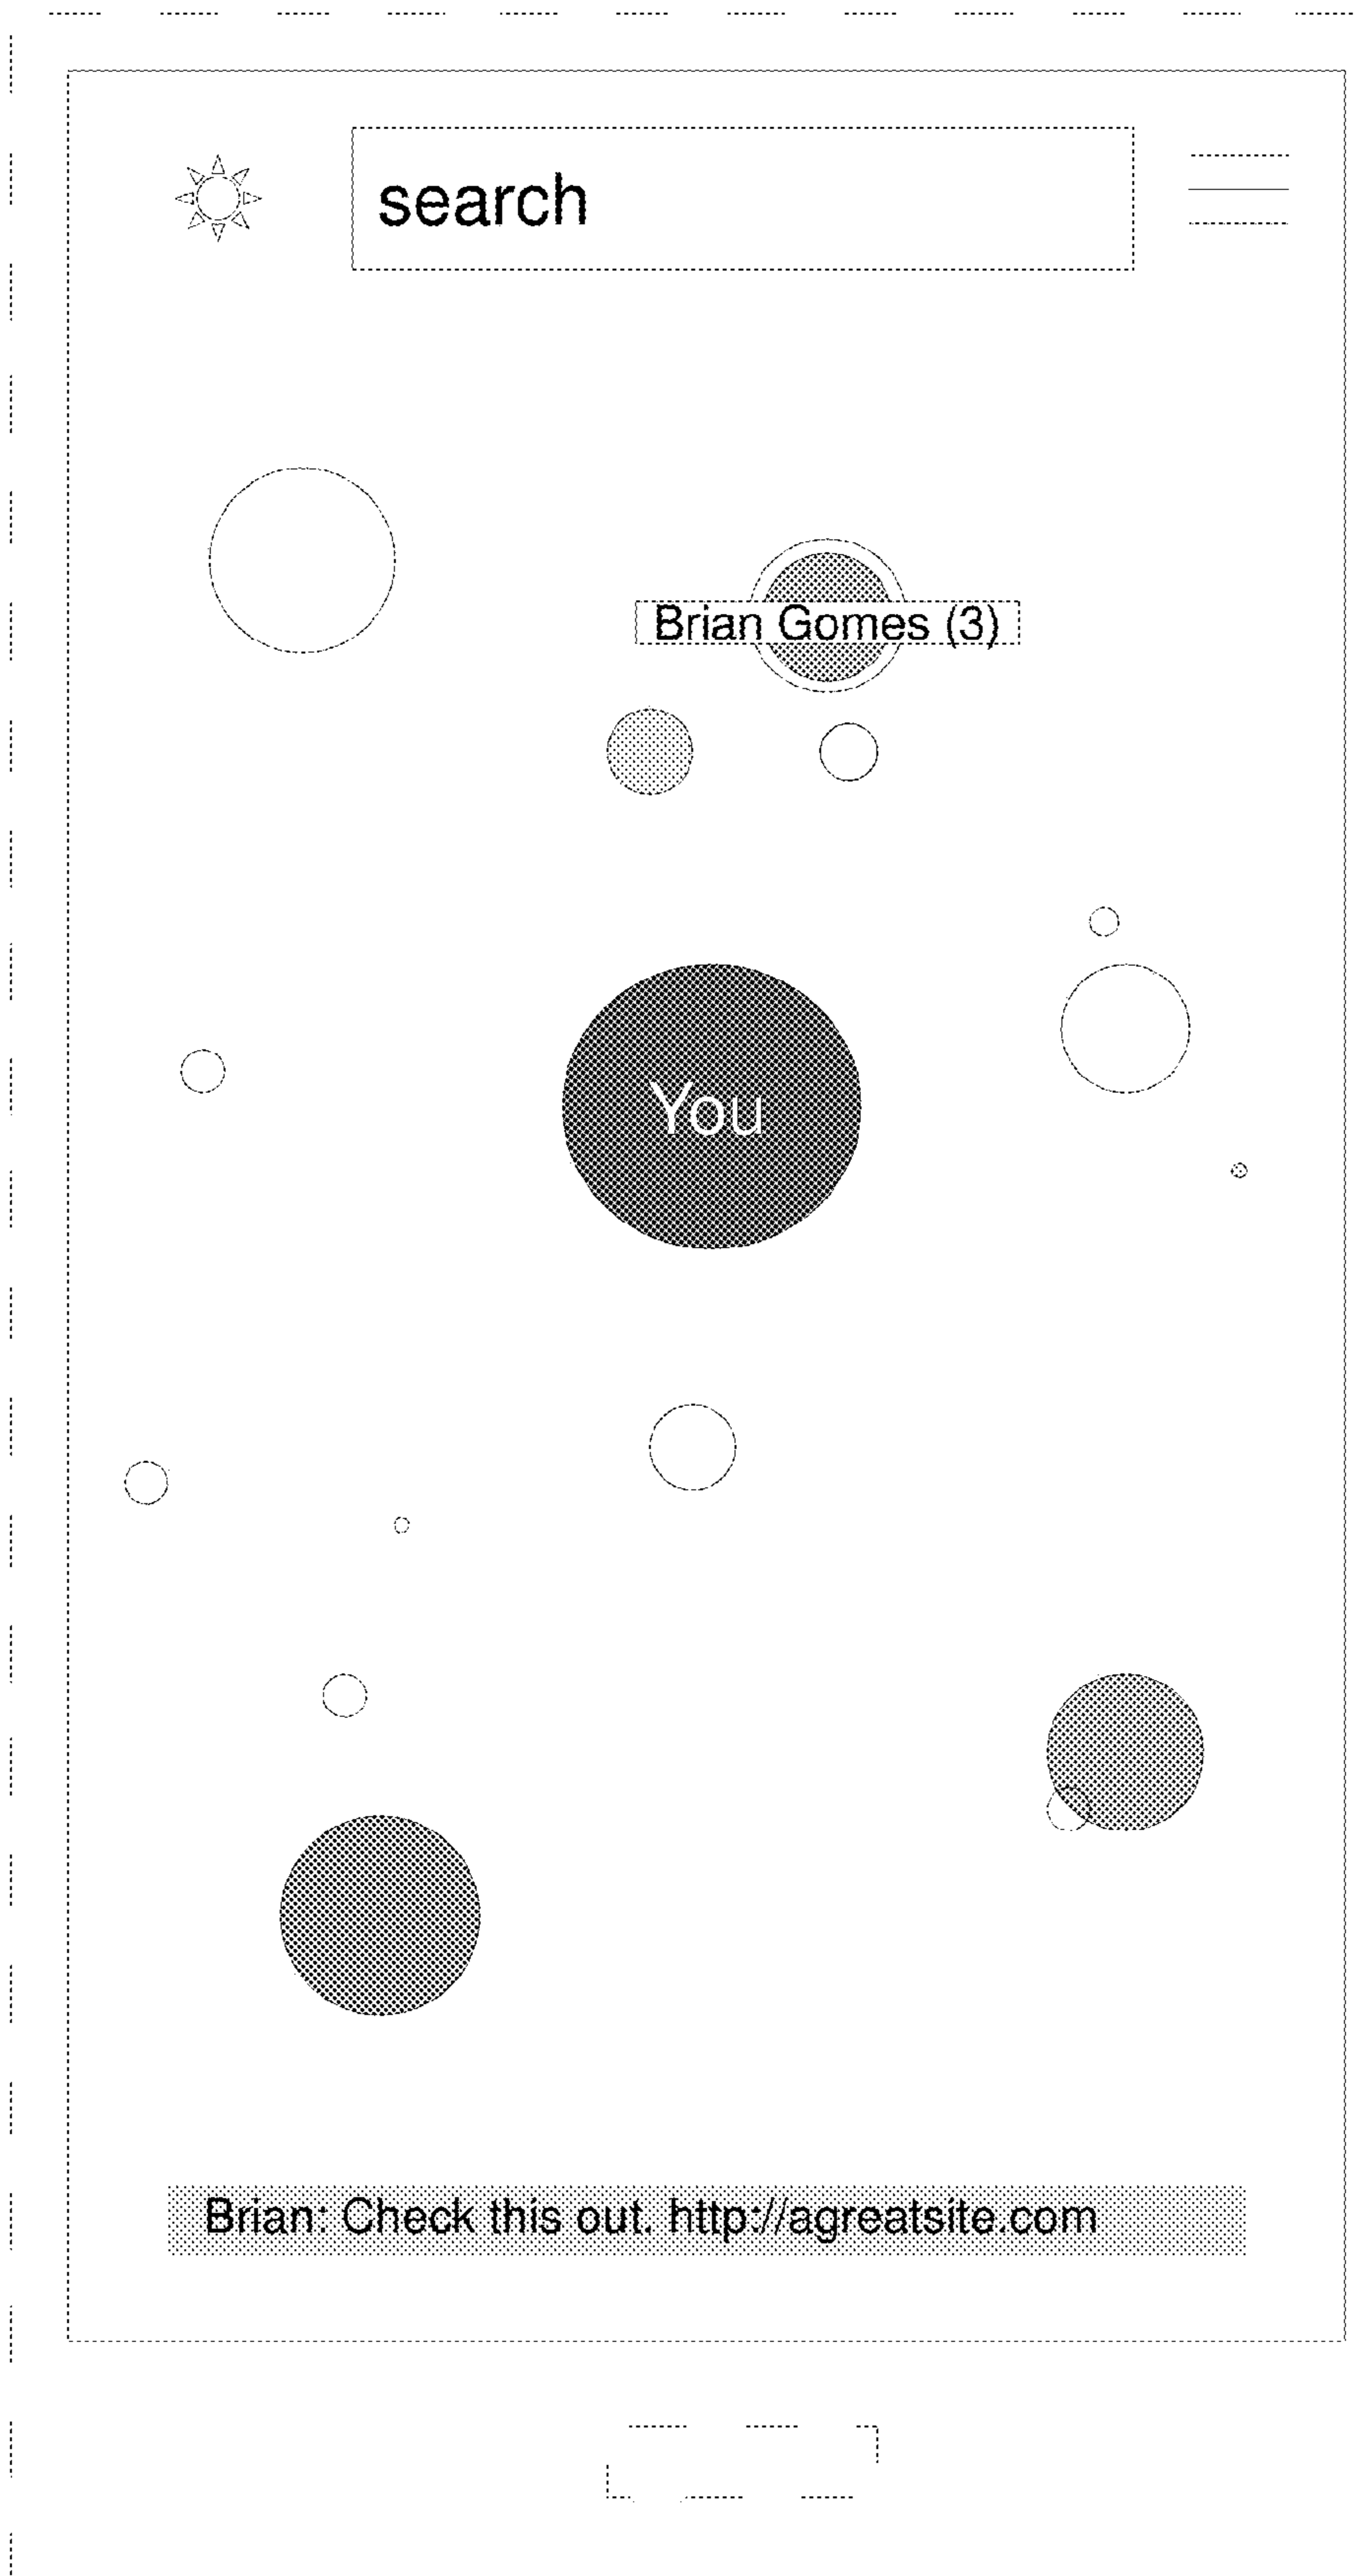 search
Brian Gomes (3)
You
Brian: Check this out. http://agreatsite.com